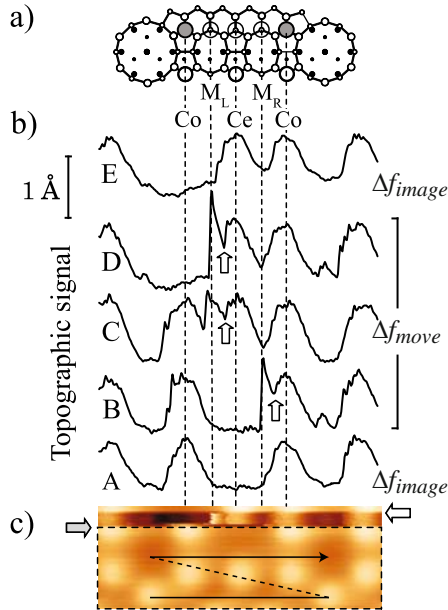 a)
M_L M_R
Co Ce Co
b)
1 Å
Topographic signal
E
Δf_image
D
C
Δf_move
B
A
Δf_image
c)